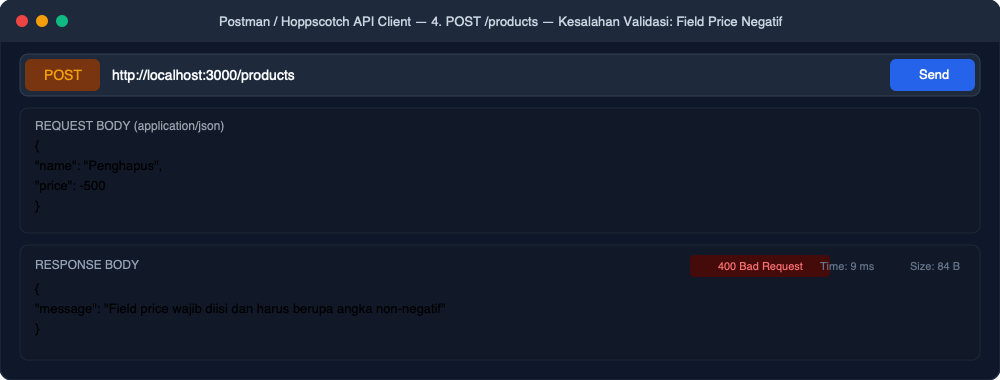 Postman / Hoppscotch API Client — 4. POST /products — Kesalahan Validasi: Field Price Negatif
POST http://localhost:3000/products Send
REQUEST BODY (application/json)
{
"name": "Penghapus",
"price": -500
}
RESPONSE BODY 400 Bad Request Time: 9 ms Size: 84 B
{
"message": "Field price wajib diisi dan harus berupa angka non-negatif"
}